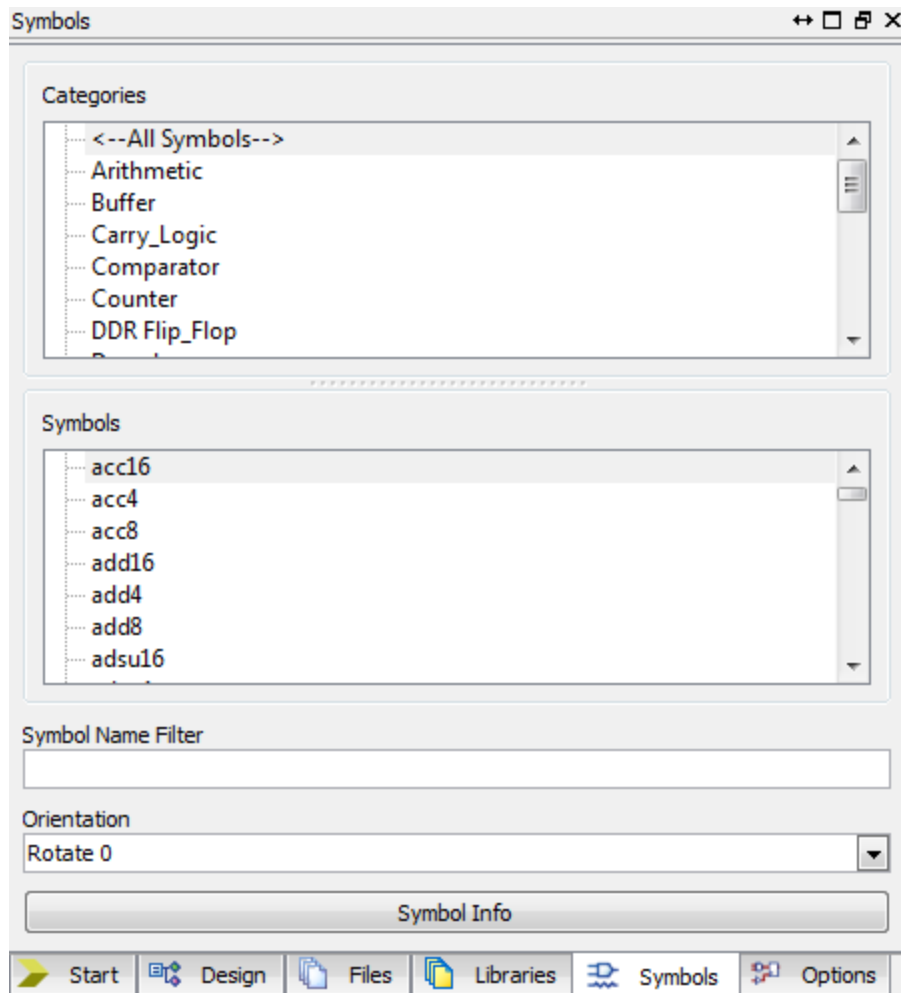 Symbols
Categories
<--All Symbols-->
Arithmetic
Buffer
Carry_Logic
Comparator
Counter
DDR Flip_Flop
Symbols
acc16
acc4
acc8
add16
add4
add8
adsu16
Symbol Name Filter
Orientation
Rotate 0
Symbol Info
Start Design Files Libraries Symbols Options